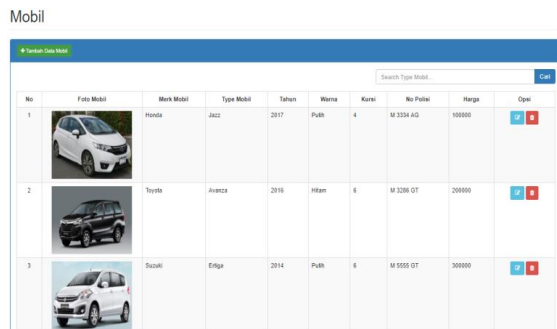 Mobil
+ Tambah Data Mobil
Search Type Mobil...
Cari
No Foto Mobil Merk Mobil Type Mobil Tahun Warna Kursi No Polisi Harga Opsi
1 Honda Jazz 2017 Putih 4 M 3334 AG 100000
2 Toyota Avanza 2016 Hitam 6 M 3286 GT 200000
3 Suzuki Ertiga 2014 Putih 6 M 5555 GT 300000